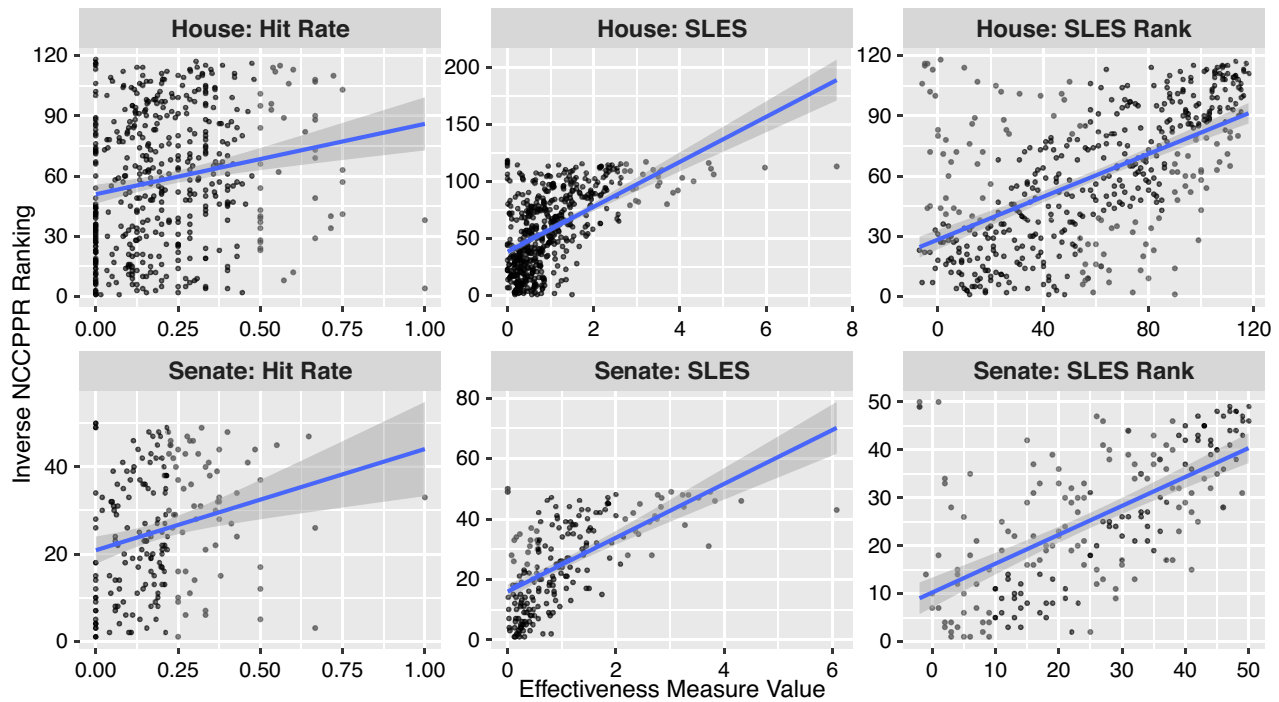 House: Hit Rate
House: SLES
House: SLES Rank
120
90
60
30
0
0.00 0.25 0.50 0.75 1.00
200
150
100
50
0
0 2 4 6 8
120
90
60
30
0
0 40 80 120
Inverse NCCPPR Ranking
Senate: Hit Rate
Senate: SLES
Senate: SLES Rank
40
20
0
0.00 0.25 0.50 0.75 1.00
80
60
40
20
0
0 2 4 6
50
40
30
20
10
0
0 10 20 30 40 50
Effectiveness Measure Value